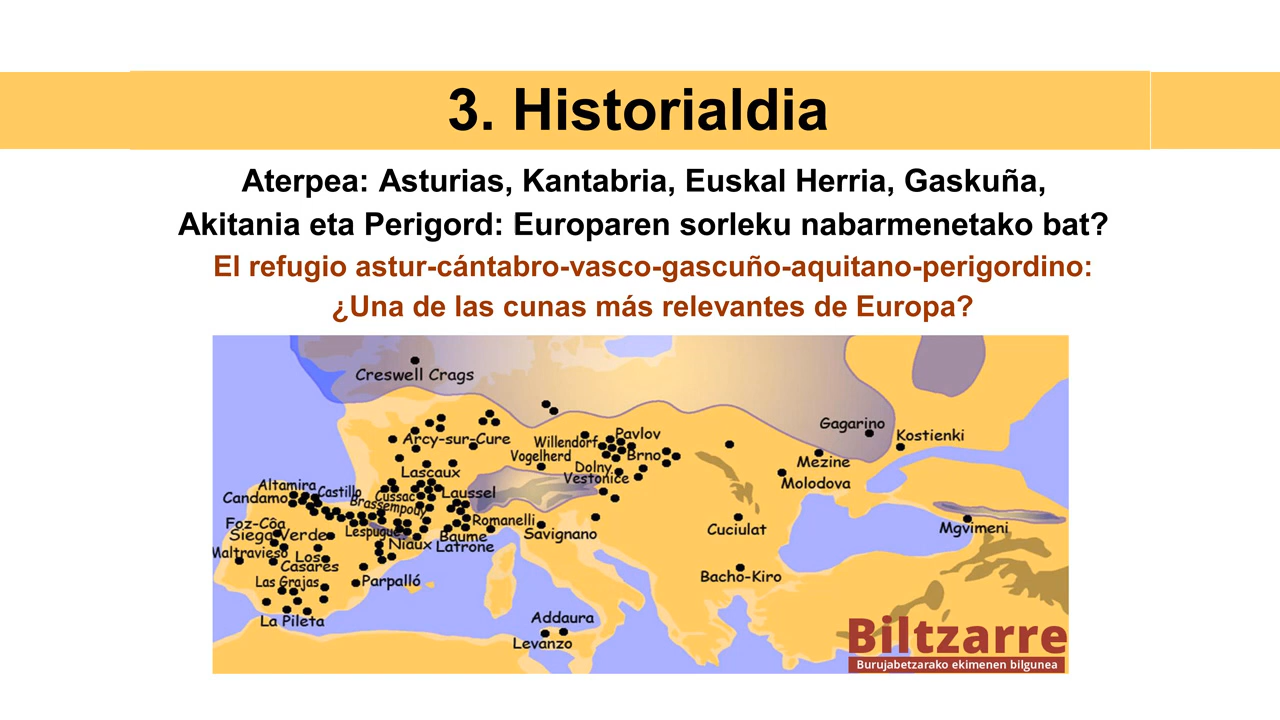 3. Historialdia
Aterpea: Asturias, Kantabria, Euskal Herria, Gaskuña,
Akitania eta Perigord: Europaren sorleku nabarmenetako bat?
El refugio astur-cántabro-vasco-gascuño-aquitano-perigordino:
¿Una de las cunas más relevantes de Europa?
Creswell Crags
Arcy-sur-Cure
Willendorf
Pavlov
Vogelherd
Brno
Dolny
Vestonice
Gagarino
Kostienki
Mezine
Molodova
Lascaux
Altamira
Castillo
Candamo
Cussac
Laussel
Brassempouy
Foz-Côa
Siega Verde
Lespugue
Romanelli
Baume
Latrone
Savignano
Niaux
Maltravieso
Los
Casares
Las Grajas
Parpalló
La Pileta
Cuciulat
Mgvimeni
Bacho-Kiro
Addaura
Levanzo
Biltzarre
Burujabetzarako ekimenen bilgunea